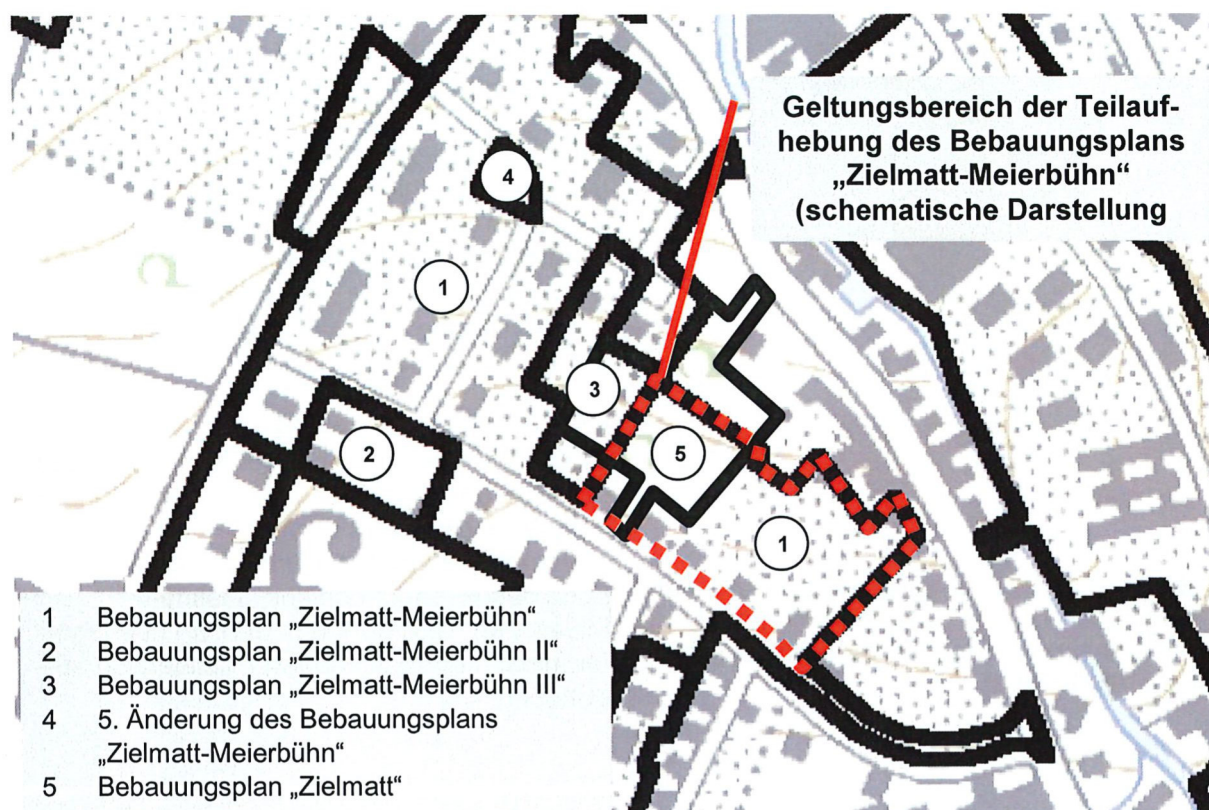 Geltungsbereich der Teilauf-
hebung des Bebauungsplans
„Zielmatt-Meierbühn“
(schematische Darstellung
4
1
3
2
5
1
1 Bebauungsplan „Zielmatt-Meierbühn“
2 Bebauungsplan „Zielmatt-Meierbühn II“
3 Bebauungsplan „Zielmatt-Meierbühn III“
4 5. Änderung des Bebauungsplans
„Zielmatt-Meierbühn“
5 Bebauungsplan „Zielmatt“